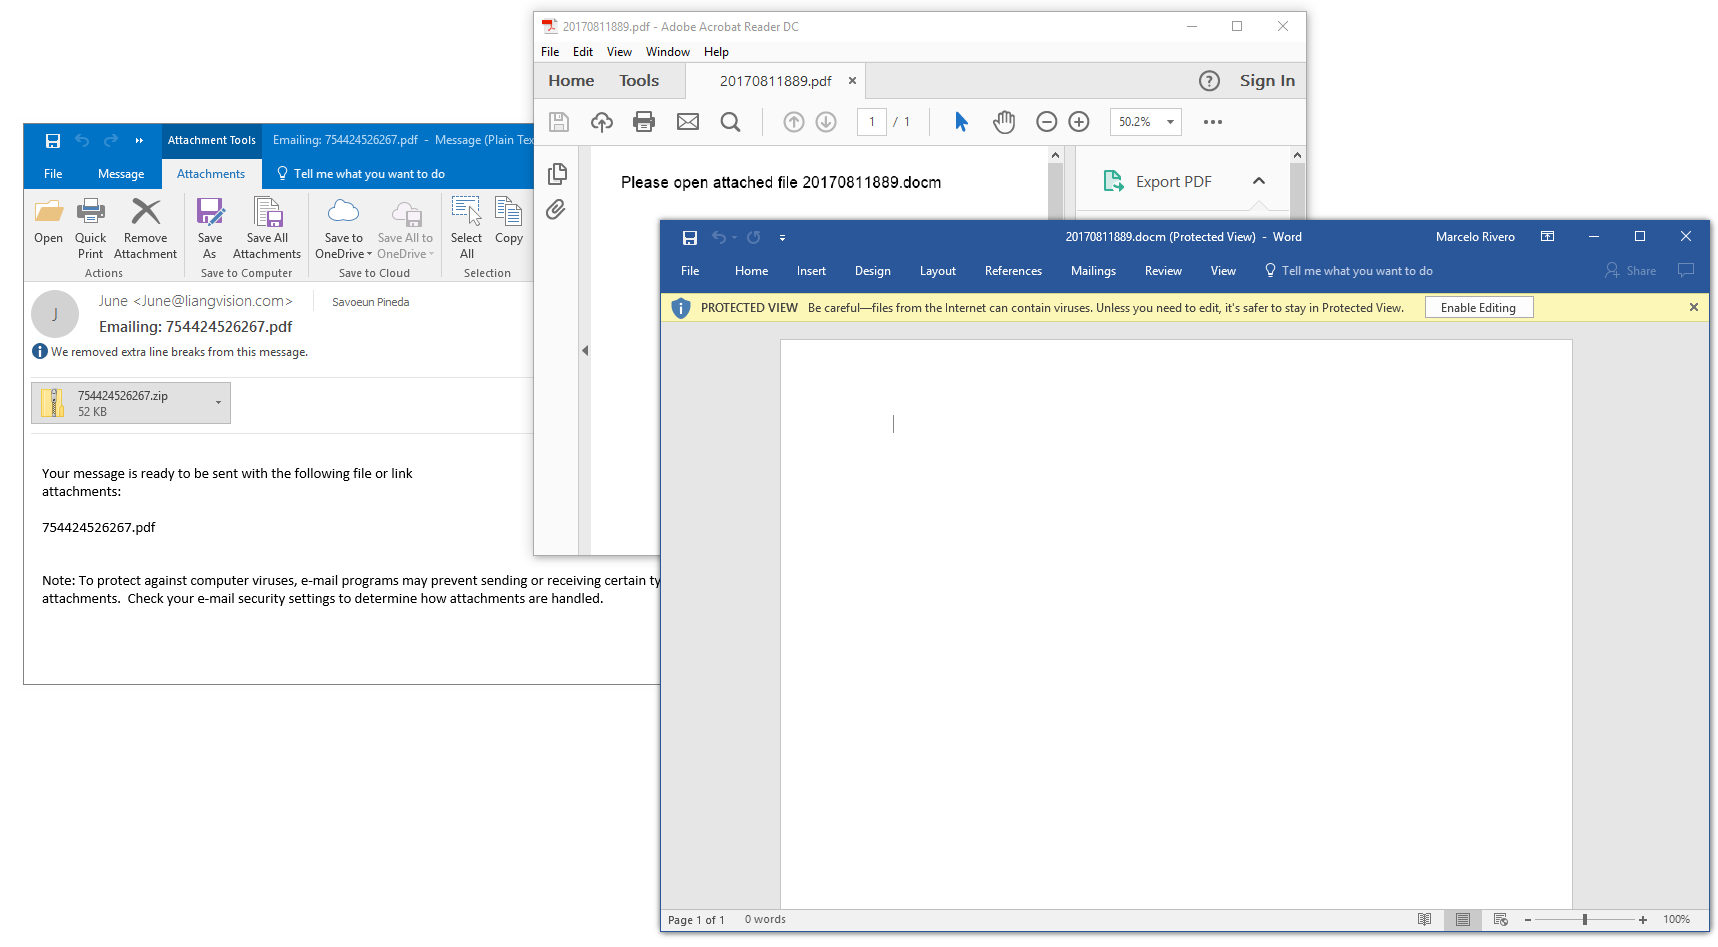 20170811889.pdf - Adobe Acrobat Reader DC
File Edit View Window Help
Home Tools 20170811889.pdf × Sign In
1 / 1 50.2%
Please open attached file 20170811889.docm
Export PDF
Attachment Tools Emailing: 754424526267.pdf - Message (Plain Tex
File Message Attachments Tell me what you want to do
Open Quick Print Remove Attachment Save As Save All Attachments Save to OneDrive Save All to OneDrive Select All Copy
Actions Save to Computer Save to Cloud Selection
J
June <June@liangvision.com> Savoeun Pineda
Emailing: 754424526267.pdf
We removed extra line breaks from this message.
754424526267.zip
52 KB
Your message is ready to be sent with the following file or link
attachments:
754424526267.pdf
Note: To protect against computer viruses, e-mail programs may prevent sending or receiving certain ty
attachments. Check your e-mail security settings to determine how attachments are handled.
20170811889.docm (Protected View) - Word Marcelo Rivero
File Home Insert Design Layout References Mailings Review View Tell me what you want to do Share
PROTECTED VIEW Be careful—files from the Internet can contain viruses. Unless you need to edit, it's safer to stay in Protected View. Enable Editing
Page 1 of 1 0 words 100%